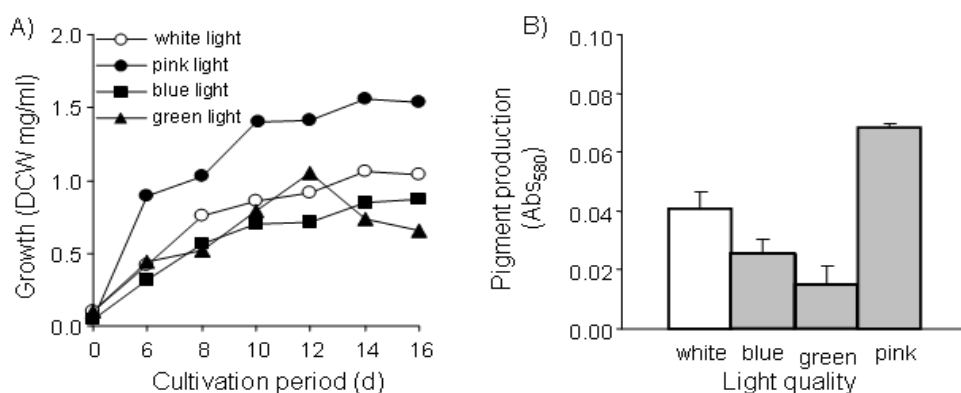 A)
Growth (DCW mg/ml)
2.0
1.5
1.0
0.5
0.0
white light
pink light
blue light
green light
0 6 8 10 12 14 16
Cultivation period (d)
B)
Pigment production
(Abs580)
0.10
0.08
0.06
0.04
0.02
0.00
white blue green pink
Light quality